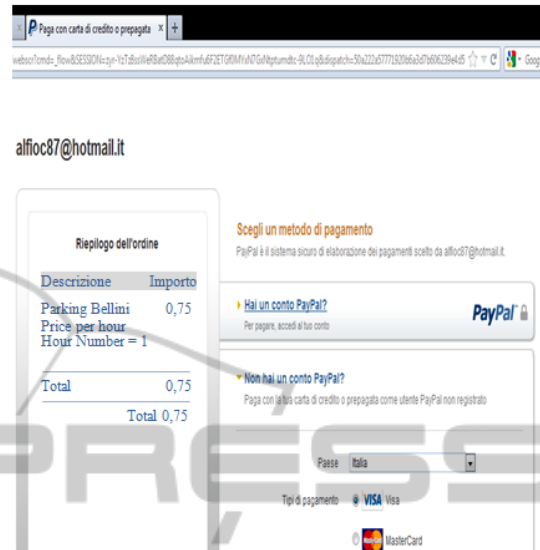 Paga con carta di credito o prepagata × +
alfioc87@hotmail.it
Riepilogo dell'ordine
Descrizione Importo
Parking Bellini 0,75
Price per hour
Hour Number = 1
Total 0,75
Total 0,75
Scegli un metodo di pagamento
PayPal è il sistema sicuro di elaborazione dei pagamenti scelto da alfioc87@hotmail.it.
Hai un conto PayPal?
PayPal
Per pagare, accedi al tuo conto
Non hai un conto PayPal?
Paga con la tua carta di credito o prepagata come utente PayPal non registrato
Paese Italia
Tipi di pagamento VISA Visa
MasterCard